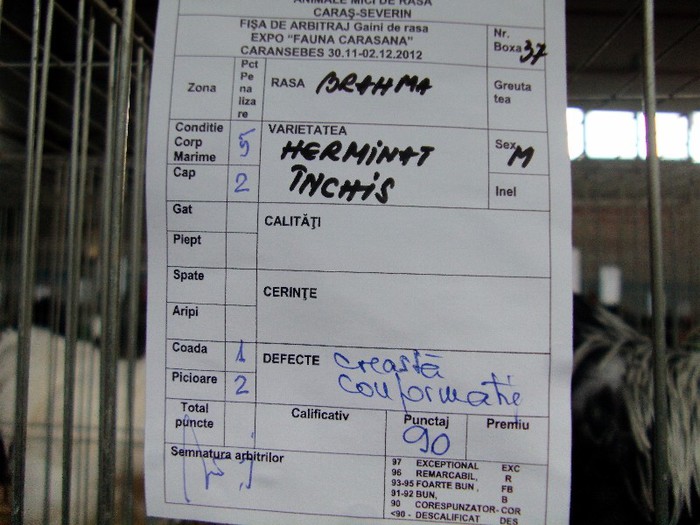 ANIMALE MICI DE RASA
CARAŞ-SEVERIN
FIŞA DE ARBITRAJ Gaini de rasa
EXPO “FAUNA CARASANA”
CARANSEBES 30.11-02.12.2012
Nr.
Boxa 37
Zona
Pct
Pe
na
liza
re
RASA BRAHMA
Greuta
tea
Conditie
Corp
Marime
5
VARIETATEA
HERMINAT
ÎNCHIS
Sex M
Cap
2
Inel
Gat
CALITĂŢI
Piept
Spate
CERINŢE
Aripi
Coada
1
DEFECTE creastă
conformatie
Picioare
2
Total
puncte
Calificativ
Punctaj
90
Premiu
Semnatura arbitrilor
97 EXCEPTIONAL EXC
96 REMARCABIL, R
93-95 FOARTE BUN , FB
91-92 BUN, B
90 CORESPUNZATOR-COR
<90 - DESCALIFICAT DES